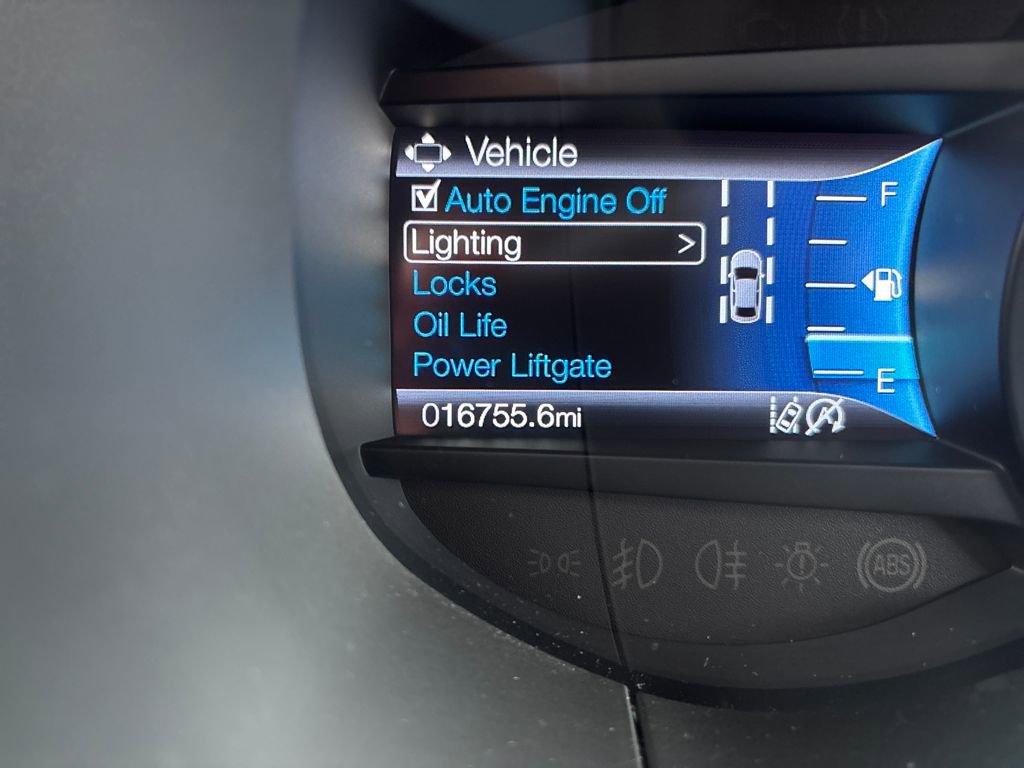 Vehicle
Auto Engine Off
Lighting >
Locks
Oil Life
Power Liftgate
016755.6mi
F
E
ABS